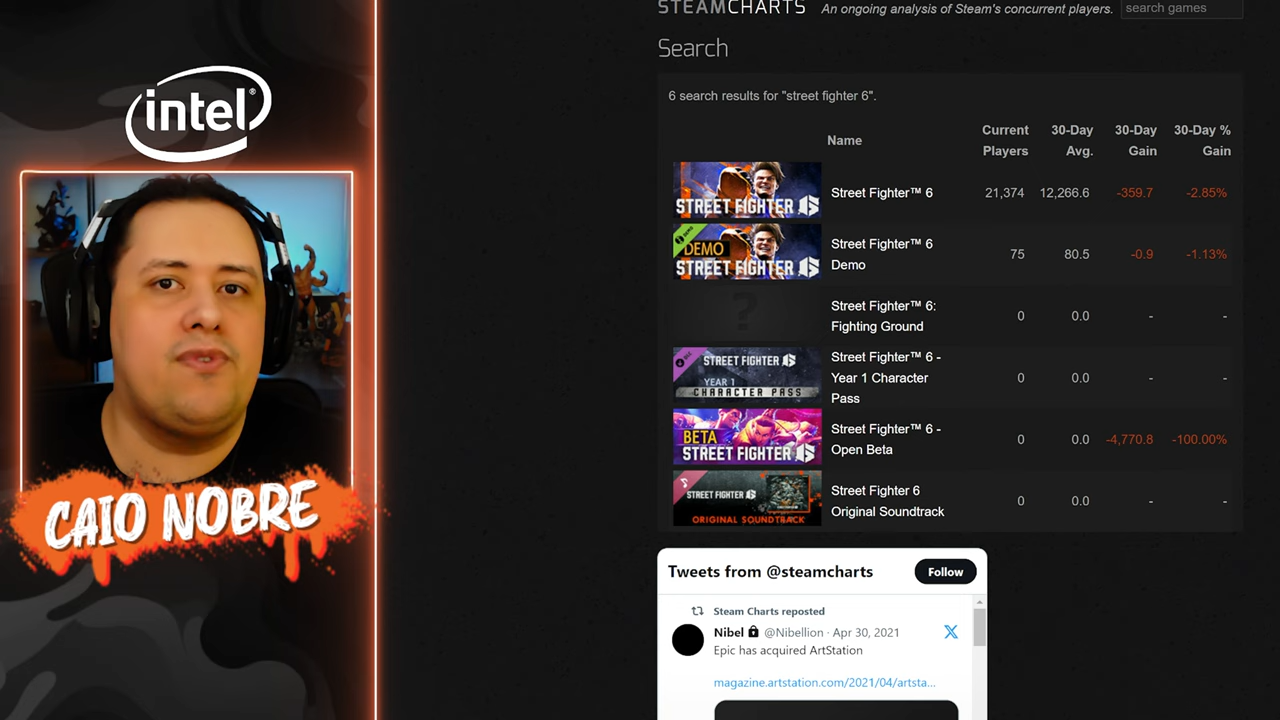 intel®
CAIO NOBRE
STEAMCHARTS An ongoing analysis of Steam's concurrent players. search games
Search
6 search results for "street fighter 6".
Name Current Players 30-Day Avg. 30-Day Gain 30-Day % Gain
STREET FIGHTER 6 Street Fighter™ 6 21,374 12,266.6 -359.7 -2.85%
DEMO
DEMO
STREET FIGHTER 6
Street Fighter™ 6
Demo
75 80.5 -0.9 -1.13%
?
Street Fighter™ 6:
Fighting Ground
0 0.0 - -
STREET FIGHTER 6
YEAR 1
CHARACTER PASS
Street Fighter™ 6 -
Year 1 Character
Pass
0 0.0 - -
BETA
STREET FIGHTER 6
Street Fighter™ 6 -
Open Beta
0 0.0 -4,770.8 -100.00%
STREET FIGHTER 6
ORIGINAL SOUNDTRACK
Street Fighter 6
Original Soundtrack
0 0.0 - -
Tweets from @steamcharts Follow
Steam Charts reposted
Nibel @Nibellion · Apr 30, 2021
Epic has acquired ArtStation
magazine.artstation.com/2021/04/artsta...